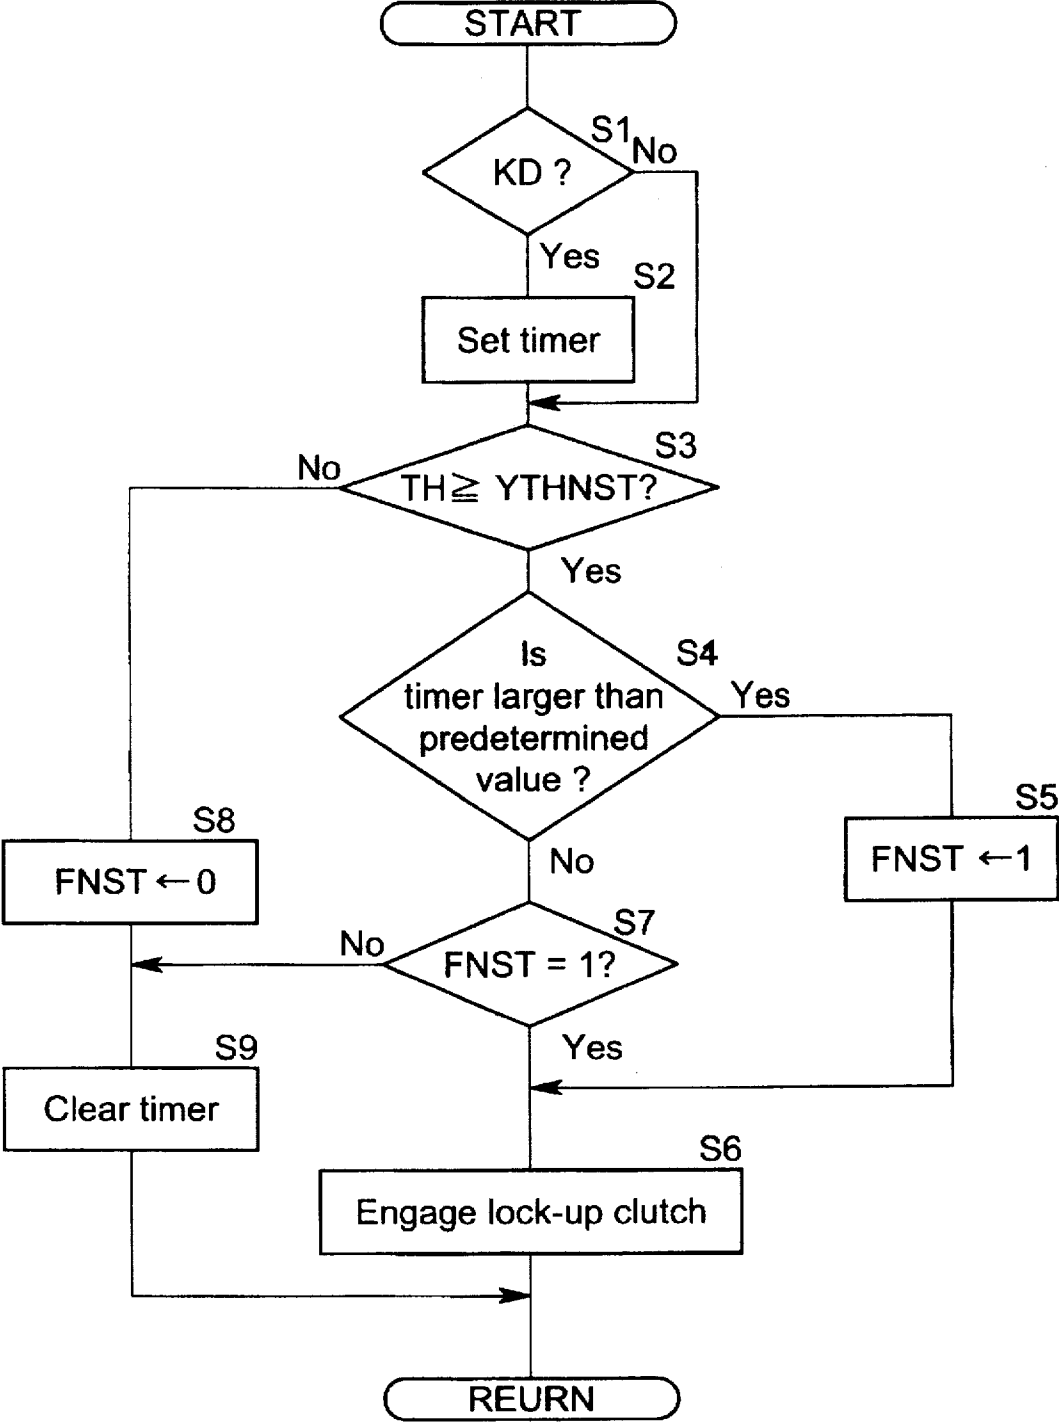 START
S1
No
KD ?
Yes
S2
Set timer
S3
No
TH≧ YTHNST?
Yes
S4
Is
timer larger than
predetermined
value ?
Yes
S5
FNST ←1
No
S8
FNST ← 0
S7
No
FNST = 1?
Yes
S9
Clear timer
S6
Engage lock-up clutch
REURN